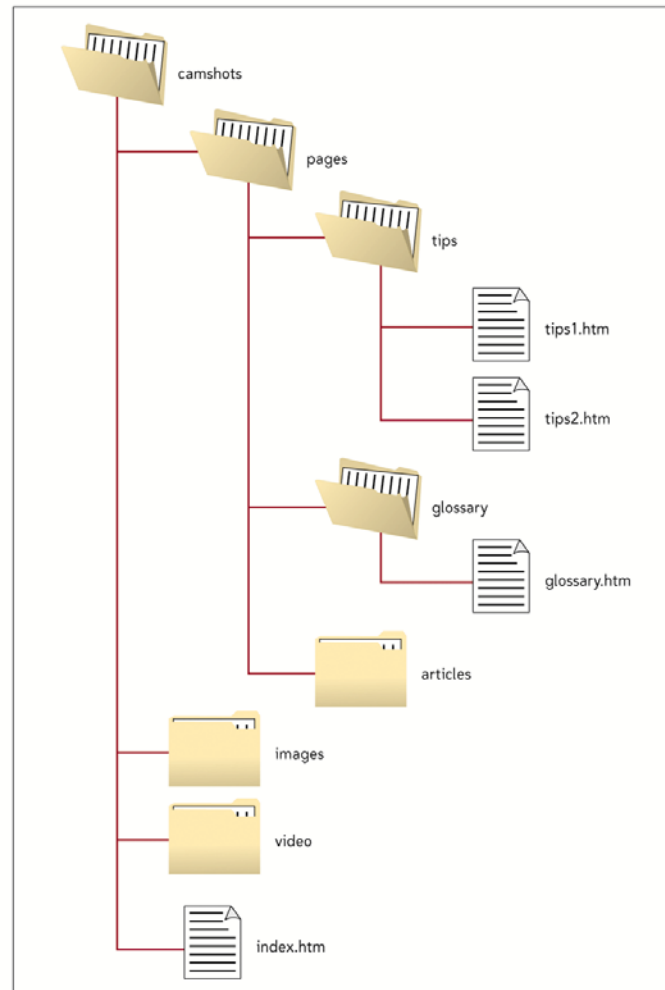 camshots
pages
tips
tips1.htm
tips2.htm
glossary
glossary.htm
articles
images
video
index.htm